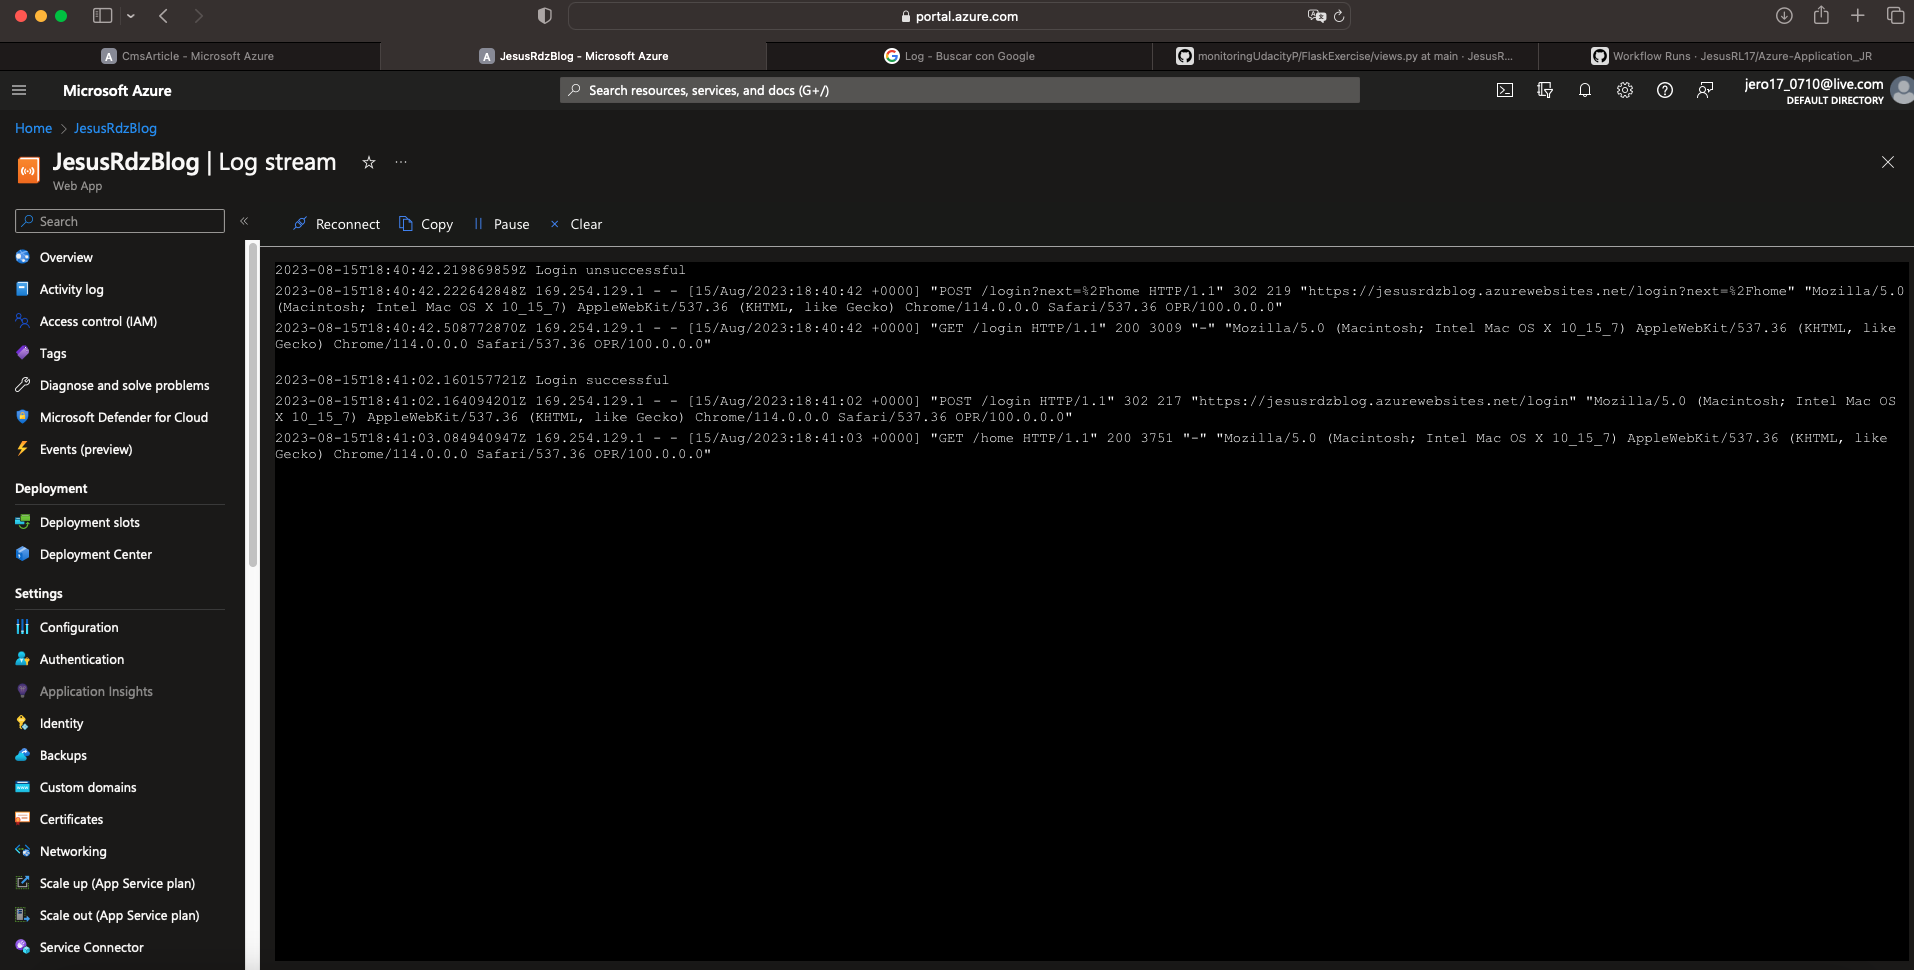 portal.azure.com
CmsArticle - Microsoft Azure
JesusRdzBlog - Microsoft Azure
Log - Buscar con Google
monitoringUdacityP/FlaskExercise/views.py at main · JesusR...
Workflow Runs · JesusRL17/Azure-Application_JR
Microsoft Azure
Search resources, services, and docs (G+/)
jero17_0710@live.com
DEFAULT DIRECTORY
Home > JesusRdzBlog
JesusRdzBlog | Log stream
Web App
Search
Reconnect
Copy
Pause
Clear
Overview
Activity log
Access control (IAM)
Tags
Diagnose and solve problems
Microsoft Defender for Cloud
Events (preview)
Deployment
Deployment slots
Deployment Center
Settings
Configuration
Authentication
Application Insights
Identity
Backups
Custom domains
Certificates
Networking
Scale up (App Service plan)
Scale out (App Service plan)
Service Connector
2023-08-15T18:40:42.219869859Z Login unsuccessful
2023-08-15T18:40:42.222642848Z 169.254.129.1 - - [15/Aug/2023:18:40:42 +0000] "POST /login?next=%2Fhome HTTP/1.1" 302 219 "https://jesusrdzblog.azurewebsites.net/login?next=%2Fhome" "Mozilla/5.0
(Macintosh; Intel Mac OS X 10_15_7) AppleWebKit/537.36 (KHTML, like Gecko) Chrome/114.0.0.0 Safari/537.36 OPR/100.0.0.0"
2023-08-15T18:40:42.508772870Z 169.254.129.1 - - [15/Aug/2023:18:40:42 +0000] "GET /login HTTP/1.1" 200 3009 "-" "Mozilla/5.0 (Macintosh; Intel Mac OS X 10_15_7) AppleWebKit/537.36 (KHTML, like
Gecko) Chrome/114.0.0.0 Safari/537.36 OPR/100.0.0.0"
2023-08-15T18:41:02.160157721Z Login successful
2023-08-15T18:41:02.164094201Z 169.254.129.1 - - [15/Aug/2023:18:41:02 +0000] "POST /login HTTP/1.1" 302 217 "https://jesusrdzblog.azurewebsites.net/login" "Mozilla/5.0 (Macintosh; Intel Mac OS
X 10_15_7) AppleWebKit/537.36 (KHTML, like Gecko) Chrome/114.0.0.0 Safari/537.36 OPR/100.0.0.0"
2023-08-15T18:41:03.084940947Z 169.254.129.1 - - [15/Aug/2023:18:41:03 +0000] "GET /home HTTP/1.1" 200 3751 "-" "Mozilla/5.0 (Macintosh; Intel Mac OS X 10_15_7) AppleWebKit/537.36 (KHTML, like
Gecko) Chrome/114.0.0.0 Safari/537.36 OPR/100.0.0.0"